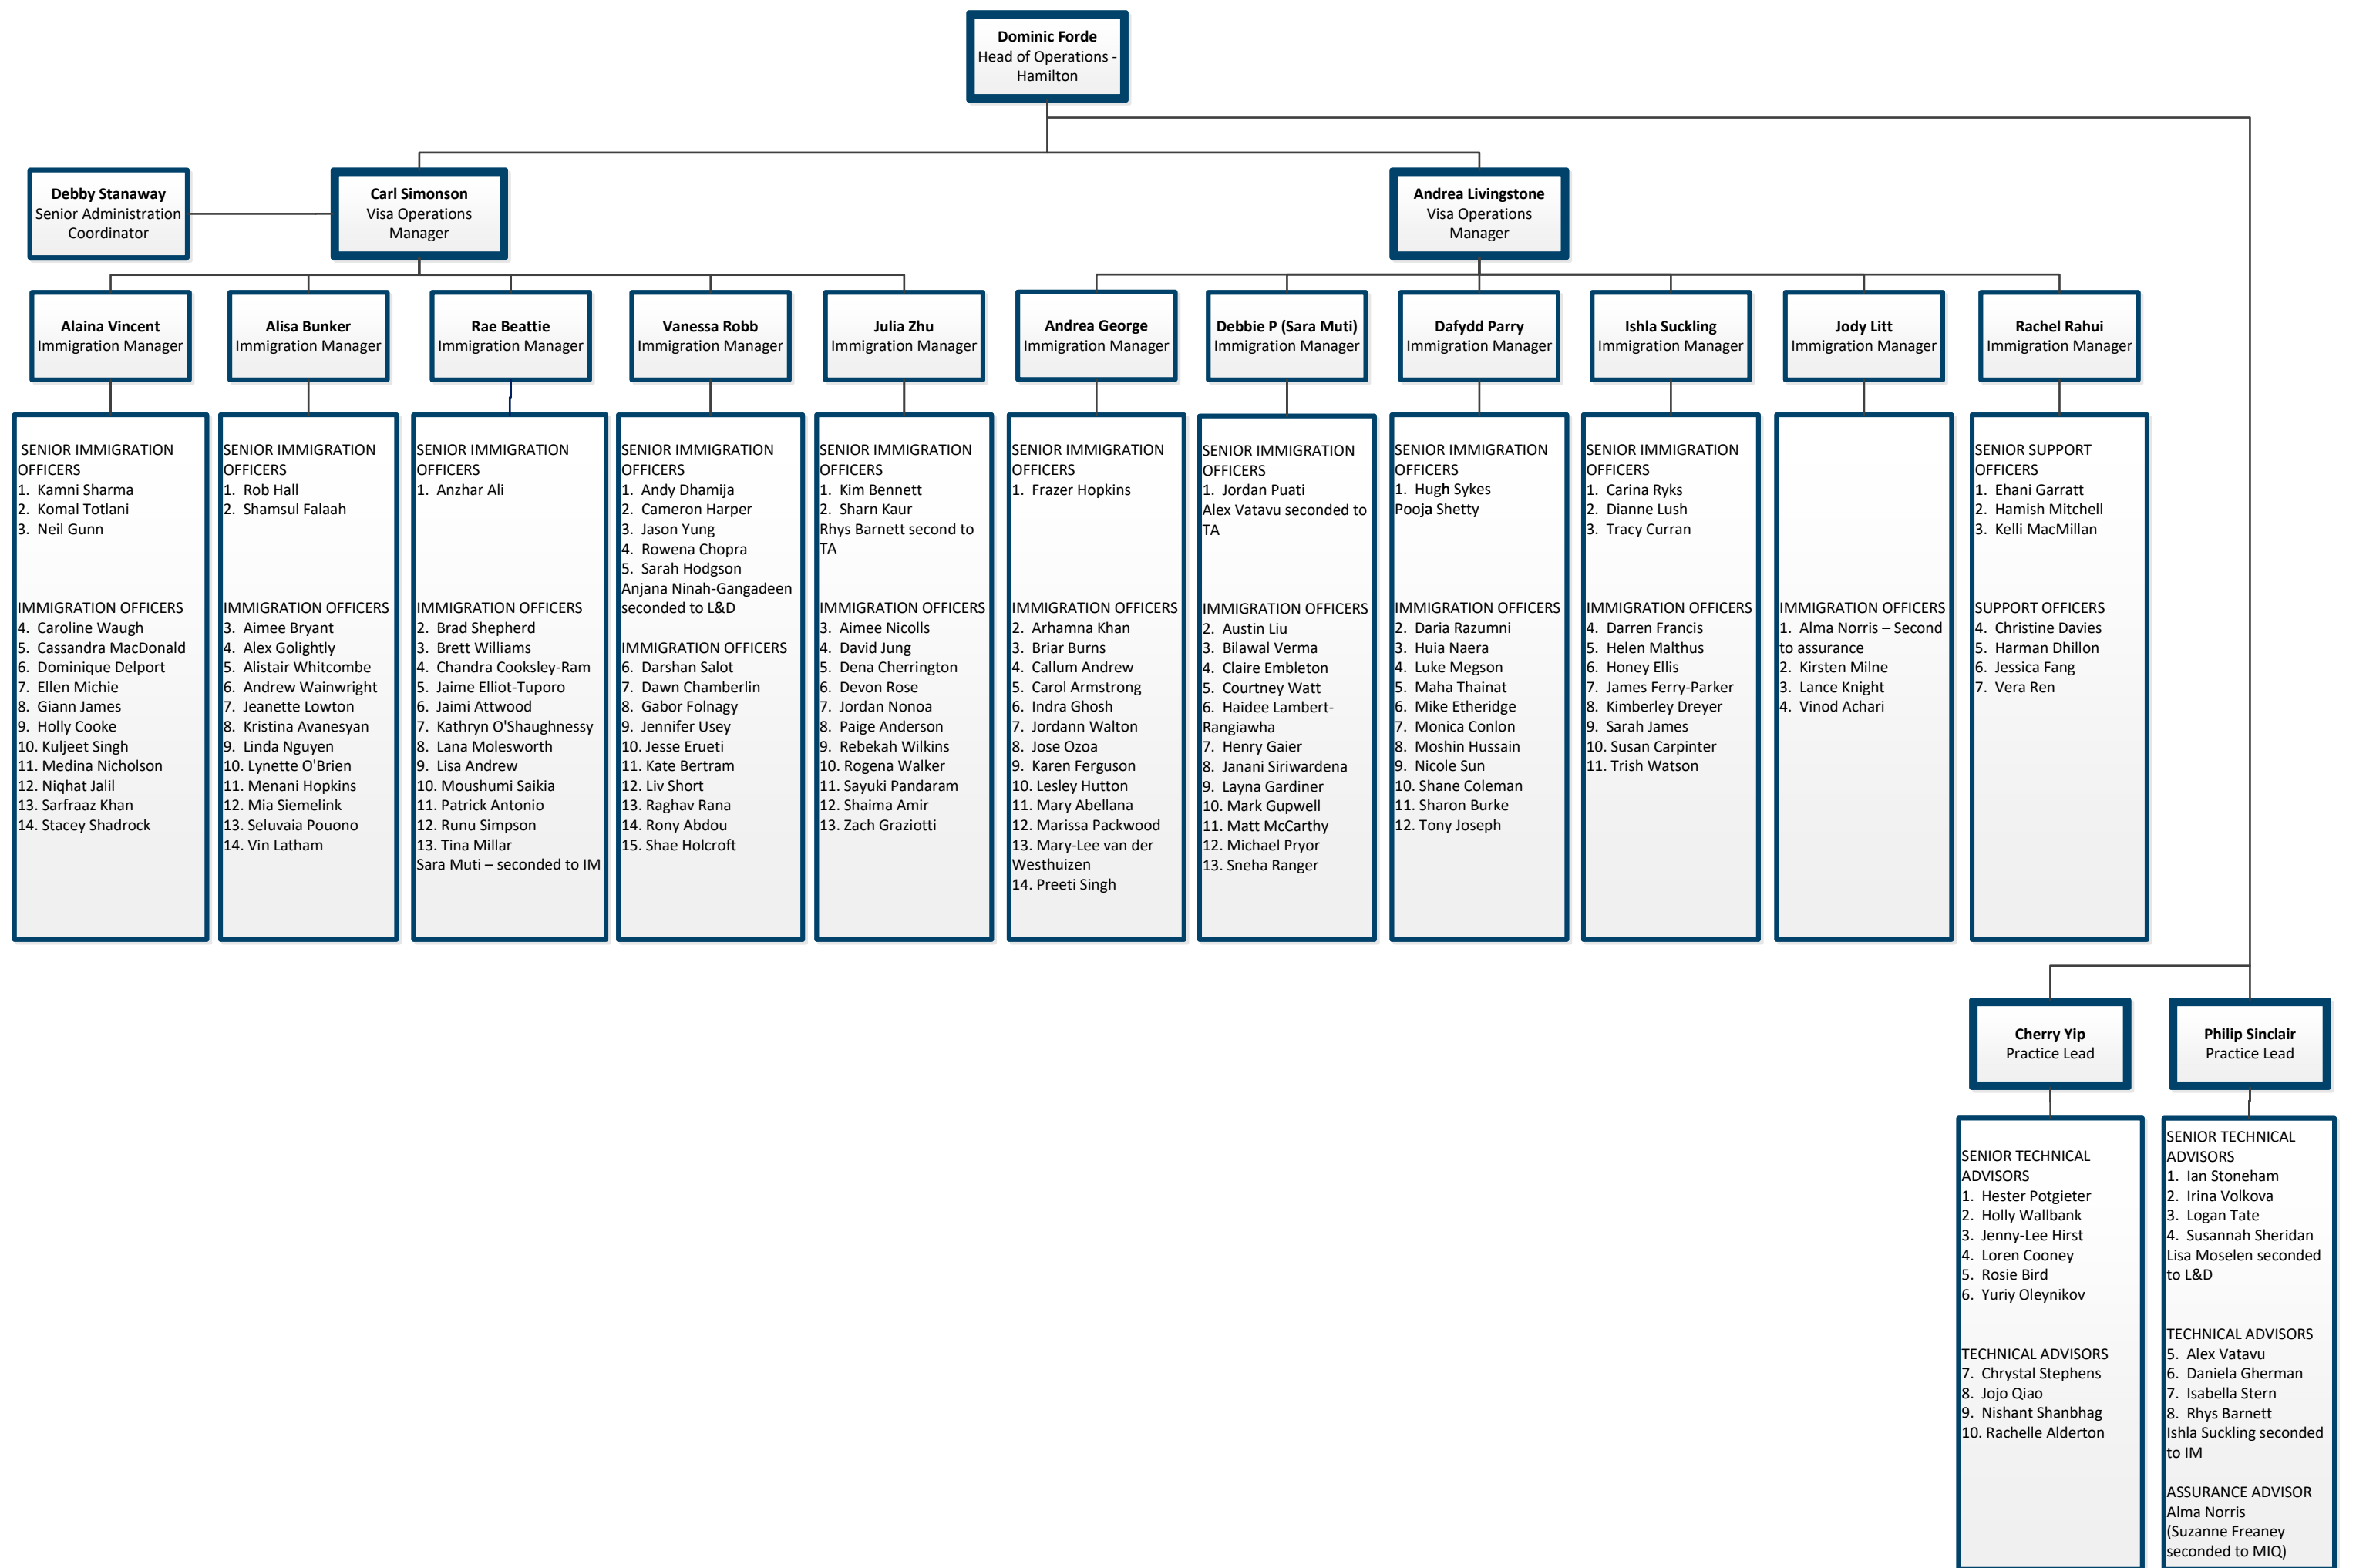 Dominic Forde
Head of Operations -
Hamilton
Debby Stanaway
Senior Administration
Coordinator
Carl Simonson
Visa Operations
Manager
Andrea Livingstone
Visa Operations
Manager
Alaina Vincent
Immigration Manager
Alisa Bunker
Immigration Manager
Rae Beattie
Immigration Manager
Vanessa Robb
Immigration Manager
Julia Zhu
Immigration Manager
Andrea George
Immigration Manager
Debbie P (Sara Muti)
Immigration Manager
Dafydd Parry
Immigration Manager
Ishla Suckling
Immigration Manager
Jody Litt
Immigration Manager
Rachel Rahui
Immigration Manager
SENIOR IMMIGRATION
OFFICERS
1. Kamni Sharma
2. Komal Totlani
3. Neil Gunn
IMMIGRATION OFFICERS
4. Caroline Waugh
5. Cassandra MacDonald
6. Dominique Delport
7. Ellen Michie
8. Giann James
9. Holly Cooke
10. Kuljeet Singh
11. Medina Nicholson
12. Niqhat Jalil
13. Sarfraaz Khan
14. Stacey Shadrock
SENIOR IMMIGRATION
OFFICERS
1. Rob Hall
2. Shamsul Falaah
IMMIGRATION OFFICERS
3. Aimee Bryant
4. Alex Golightly
5. Alistair Whitcombe
6. Andrew Wainwright
7. Jeanette Lowton
8. Kristina Avanesyan
9. Linda Nguyen
10. Lynette O'Brien
11. Menani Hopkins
12. Mia Siemelink
13. Seluvaia Pouono
14. Vin Latham
SENIOR IMMIGRATION
OFFICERS
1. Anzhar Ali
IMMIGRATION OFFICERS
2. Brad Shepherd
3. Brett Williams
4. Chandra Cooksley-Ram
5. Jaime Elliot-Tuporo
6. Jaimi Attwood
7. Kathryn O'Shaughnessy
8. Lana Molesworth
9. Lisa Andrew
10. Moushumi Saikia
11. Patrick Antonio
12. Runu Simpson
13. Tina Millar
Sara Muti – seconded to IM
SENIOR IMMIGRATION
OFFICERS
1. Andy Dhamija
2. Cameron Harper
3. Jason Yung
4. Rowena Chopra
5. Sarah Hodgson
Anjana Ninah-Gangadeen
seconded to L&D
IMMIGRATION OFFICERS
6. Darshan Salot
7. Dawn Chamberlin
8. Gabor Folnagy
9. Jennifer Usey
10. Jesse Erueti
11. Kate Bertram
12. Liv Short
13. Raghav Rana
14. Rony Abdou
15. Shae Holcroft
SENIOR IMMIGRATION
OFFICERS
1. Kim Bennett
2. Sharn Kaur
Rhys Barnett second to
TA
IMMIGRATION OFFICERS
3. Aimee Nicolls
4. David Jung
5. Dena Cherrington
6. Devon Rose
7. Jordan Nonoa
8. Paige Anderson
9. Rebekah Wilkins
10. Rogena Walker
11. Sayuki Pandaram
12. Shaima Amir
13. Zach Graziotti
SENIOR IMMIGRATION
OFFICERS
1. Frazer Hopkins
IMMIGRATION OFFICERS
2. Arhamna Khan
3. Briar Burns
4. Callum Andrew
5. Carol Armstrong
6. Indra Ghosh
7. Jordann Walton
8. Jose Ozoa
9. Karen Ferguson
10. Lesley Hutton
11. Mary Abellana
12. Marissa Packwood
13. Mary-Lee van der
Westhuizen
14. Preeti Singh
SENIOR IMMIGRATION
OFFICERS
1. Jordan Puati
Alex Vatavu seconded to
TA
IMMIGRATION OFFICERS
2. Austin Liu
3. Bilawal Verma
4. Claire Embleton
5. Courtney Watt
6. Haidee Lambert-
Rangiawha
7. Henry Gaier
8. Janani Siriwardena
9. Layna Gardiner
10. Mark Gupwell
11. Matt McCarthy
12. Michael Pryor
13. Sneha Ranger
SENIOR IMMIGRATION
OFFICERS
1. Hugh Sykes
Pooja Shetty
IMMIGRATION OFFICERS
2. Daria Razumni
3. Huia Naera
4. Luke Megson
5. Maha Thainat
6. Mike Etheridge
7. Monica Conlon
8. Moshin Hussain
9. Nicole Sun
10. Shane Coleman
11. Sharon Burke
12. Tony Joseph
SENIOR IMMIGRATION
OFFICERS
1. Carina Ryks
2. Dianne Lush
3. Tracy Curran
IMMIGRATION OFFICERS
4. Darren Francis
5. Helen Malthus
6. Honey Ellis
7. James Ferry-Parker
8. Kimberley Dreyer
9. Sarah James
10. Susan Carpinter
11. Trish Watson
IMMIGRATION OFFICERS
1. Alma Norris – Second
to assurance
2. Kirsten Milne
3. Lance Knight
4. Vinod Achari
SENIOR SUPPORT
OFFICERS
1. Ehani Garratt
2. Hamish Mitchell
3. Kelli MacMillan
SUPPORT OFFICERS
4. Christine Davies
5. Harman Dhillon
6. Jessica Fang
7. Vera Ren
Cherry Yip
Practice Lead
Philip Sinclair
Practice Lead
SENIOR TECHNICAL
ADVISORS
1. Hester Potgieter
2. Holly Wallbank
3. Jenny-Lee Hirst
4. Loren Cooney
5. Rosie Bird
6. Yuriy Oleynikov
TECHNICAL ADVISORS
7. Chrystal Stephens
8. Jojo Qiao
9. Nishant Shanbhag
10. Rachelle Alderton
SENIOR TECHNICAL
ADVISORS
1. Ian Stoneham
2. Irina Volkova
3. Logan Tate
4. Susannah Sheridan
Lisa Moselen seconded
to L&D
TECHNICAL ADVISORS
5. Alex Vatavu
6. Daniela Gherman
7. Isabella Stern
8. Rhys Barnett
Ishla Suckling seconded
to IM
ASSURANCE ADVISOR
Alma Norris
(Suzanne Freaney
seconded to MIQ)